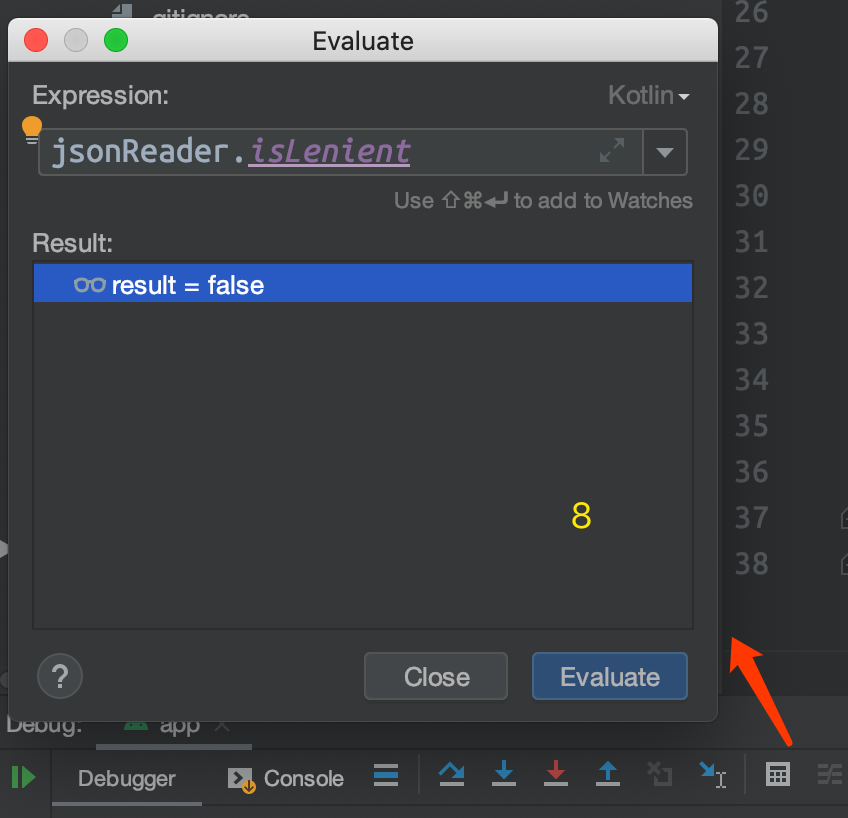 .gitignore
Evaluate
Expression:
Kotlin
jsonReader.isLenient
Use ⇧⌘↩ to add to Watches
Result:
result = false
8
?
Close
Evaluate
26
27
28
29
30
31
32
33
34
35
36
37
38
Debug:
app
Debugger
Console